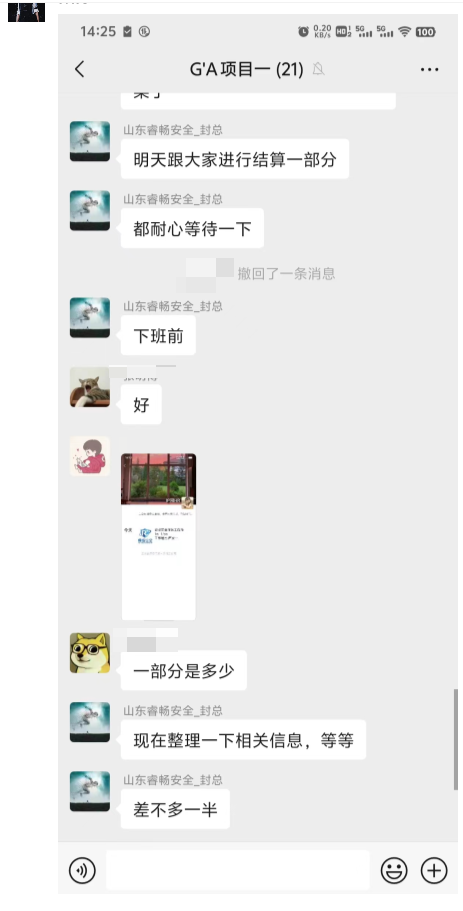 14:25
0.20
KB/s
HD
5G
5G
100
G'A项目一 (21)
山东睿畅安全_封总
明天跟大家进行结算一部分
山东睿畅安全_封总
都耐心等待一下
撤回了一条消息
山东睿畅安全_封总
下班前
好
一部分是多少
山东睿畅安全_封总
现在整理一下相关信息，等等
山东睿畅安全_封总
差不多一半